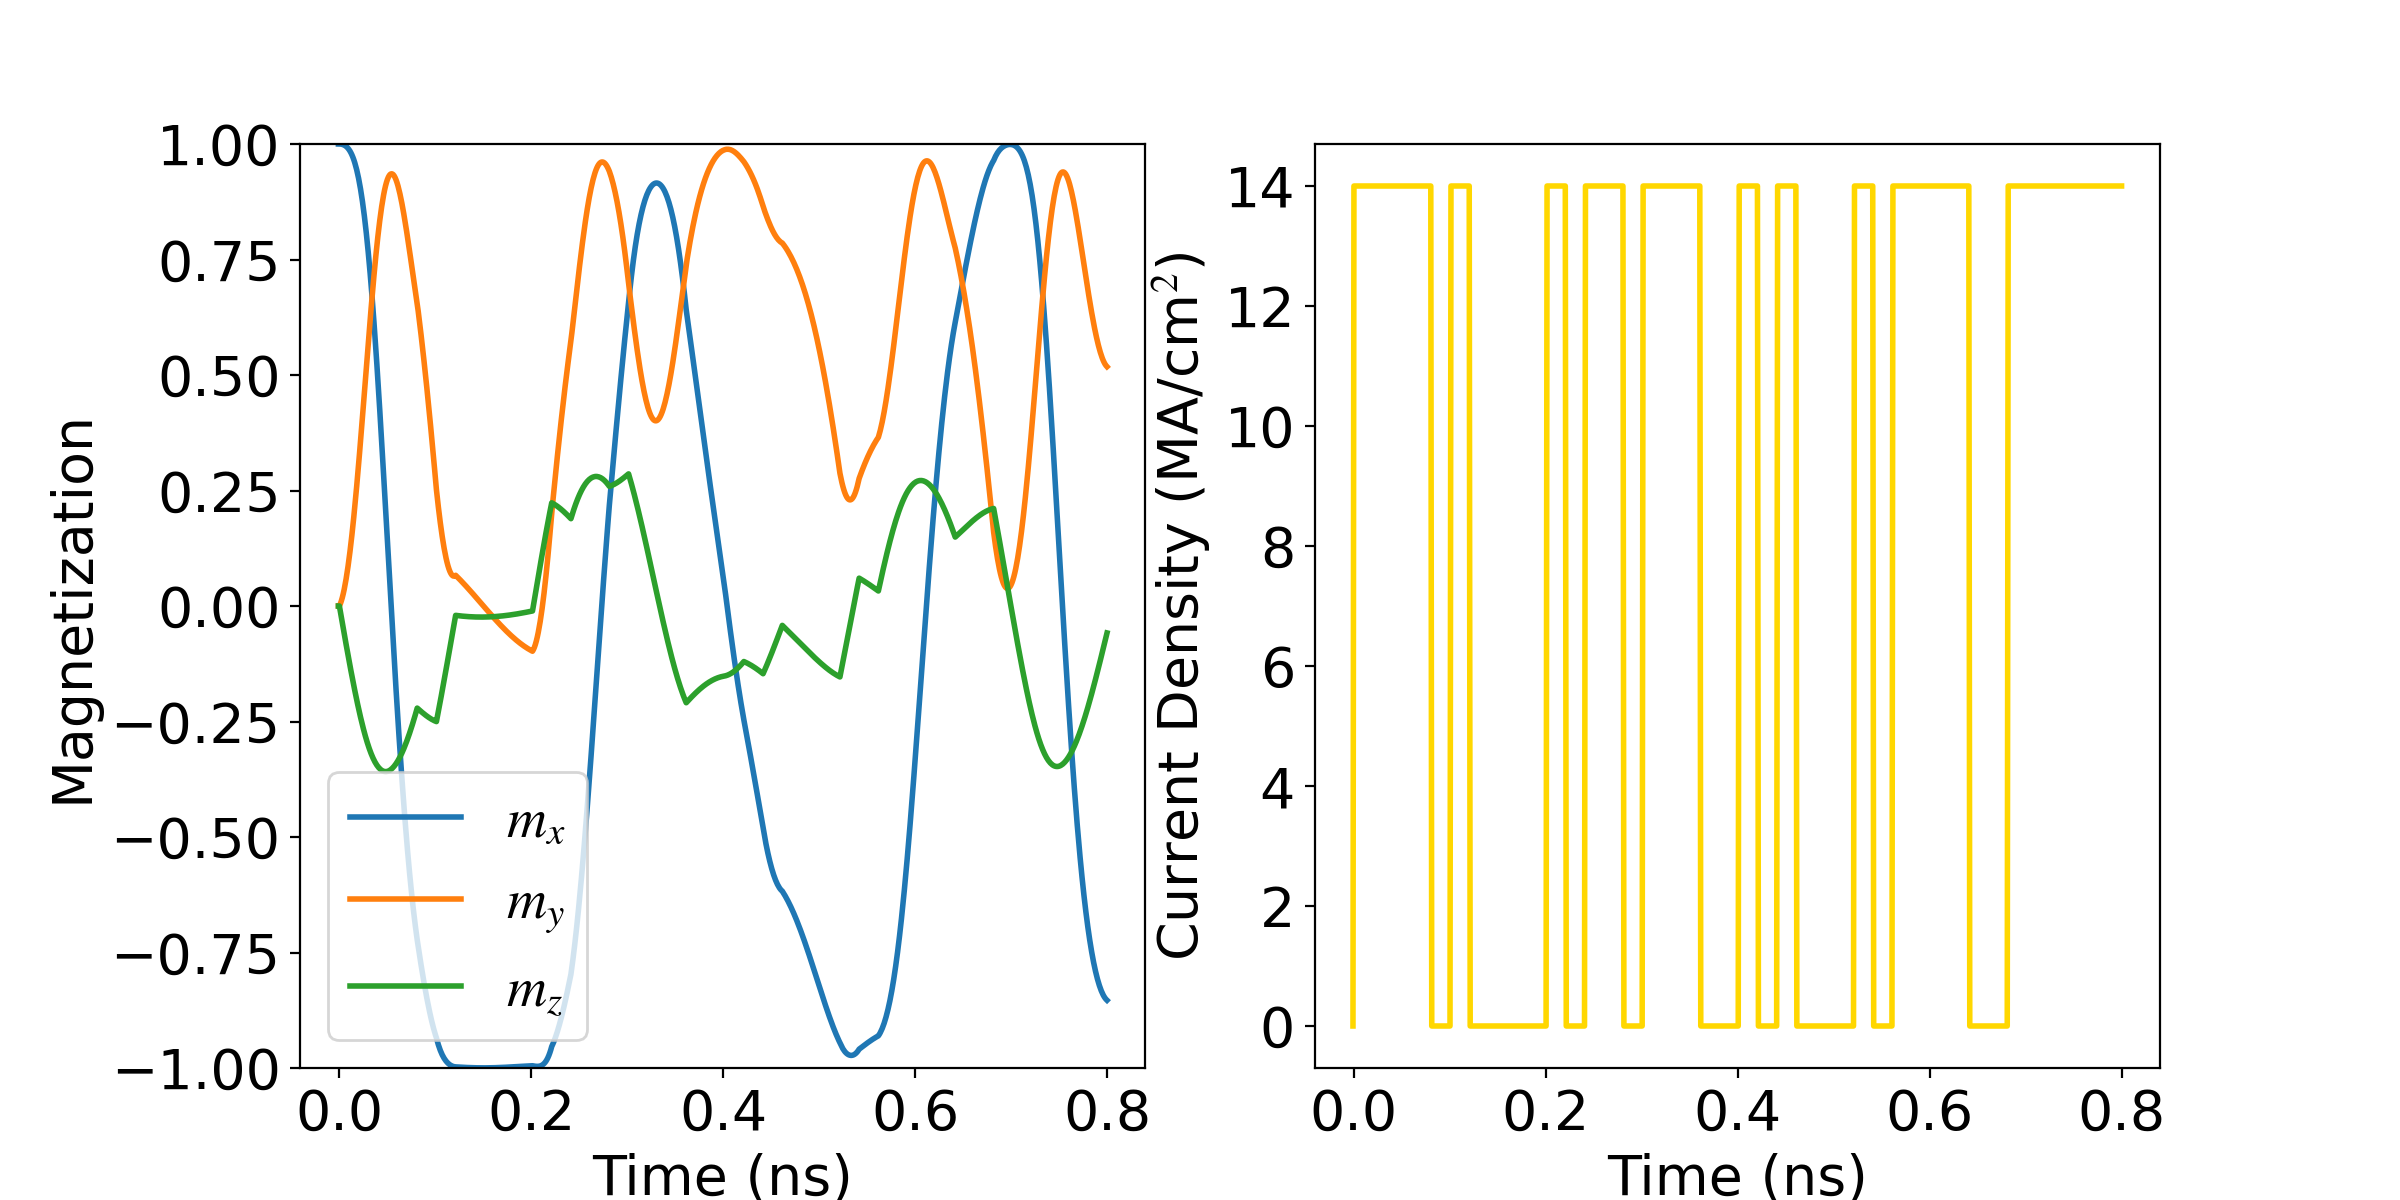 Magnetization
1.00
0.75
0.50
0.25
0.00
−0.25
−0.50
−0.75
−1.00
m_x
m_y
m_z
0.0 0.2 0.4 0.6 0.8
Time (ns)
Current Density (MA/cm²)
14
12
10
8
6
4
2
0
0.0 0.2 0.4 0.6 0.8
Time (ns)